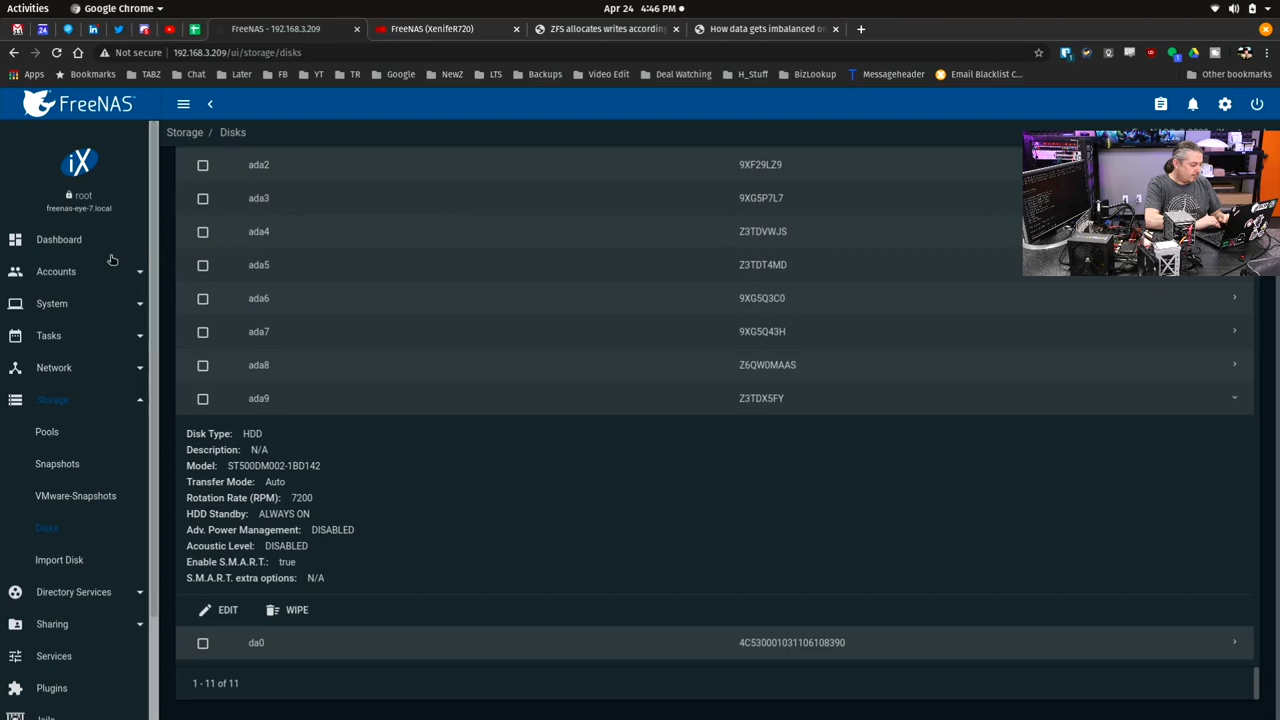 Activities
Google Chrome
Apr 24 4:46 PM
24
FreeNAS - 192.168.3.209
FreeNAS (XenifeR720)
ZFS allocates writes according
How data gets imbalanced on
Not secure
192.168.3.209/ui/storage/disks
Apps
Bookmarks
TABZ
Chat
Later
FB
YT
TR
Google
NewZ
LTS
Backups
Video Edit
Deal Watching
H_Stuff
BizLookup
Messageheader
Email Blacklist C...
Other bookmarks
FreeNAS
iX
root
freenas-eye-7.local
Dashboard
Accounts
System
Tasks
Network
Storage
Pools
Snapshots
VMware-Snapshots
Disks
Import Disk
Directory Services
Sharing
Services
Plugins
Storage / Disks
ada2 9XF29LZ9
ada3 9XG5P7L7
ada4 Z3TDVWJS
ada5 Z3TDT4MD
ada6 9XG5Q3C0
ada7 9XG5Q43H
ada8 Z6QW0MAAS
ada9 Z3TDX5FY
Disk Type: HDD
Description: N/A
Model: ST500DM002-1BD142
Transfer Mode: Auto
Rotation Rate (RPM): 7200
HDD Standby: ALWAYS ON
Adv. Power Management: DISABLED
Acoustic Level: DISABLED
Enable S.M.A.R.T.: true
S.M.A.R.T. extra options: N/A
EDIT
WIPE
da0 4C530001031106108390
1 - 11 of 11